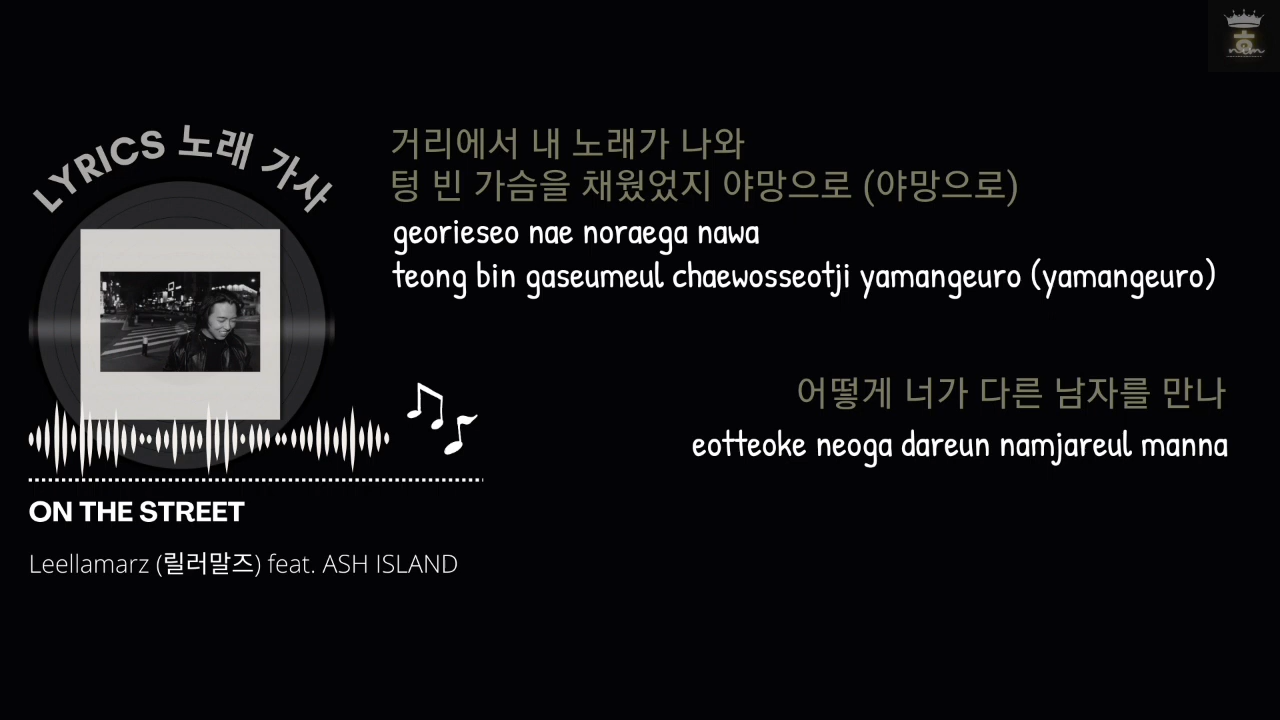 LYRICS 노래 가사
거리에서 내 노래가 나와
텅 빈 가슴을 채웠었지 야망으로 (야망으로)
georieseo nae noraega nawa
teong bin gaseumeul chaewosseotji yamangeuro (yamangeuro)
어떻게 너가 다른 남자를 만나
eotteoke neoga dareun namjareul manna
ON THE STREET
Leellamarz (릴러말즈) feat. ASH ISLAND